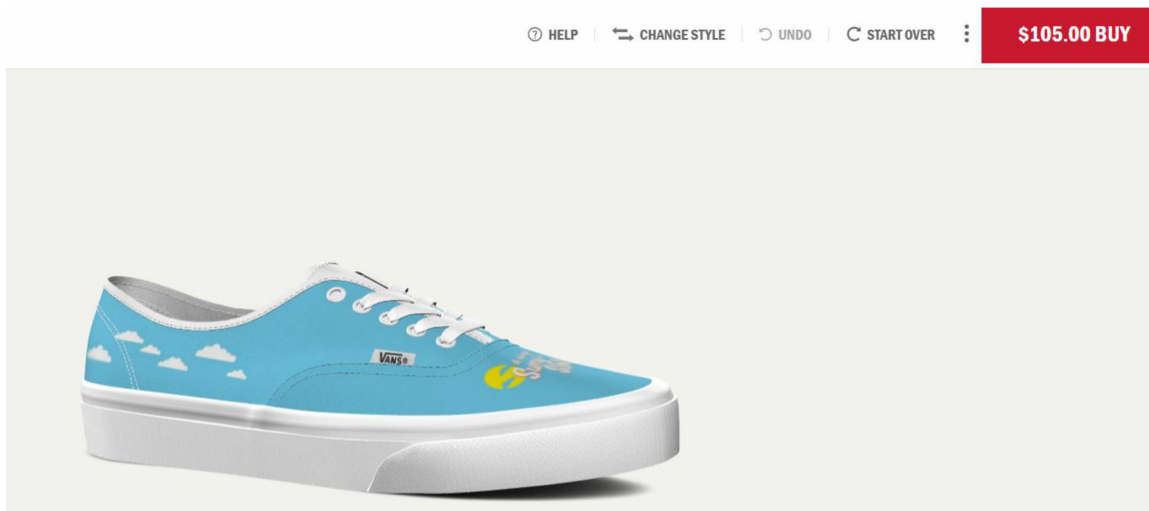 HELP
CHANGE STYLE
UNDO
START OVER
$105.00 BUY
VANS®